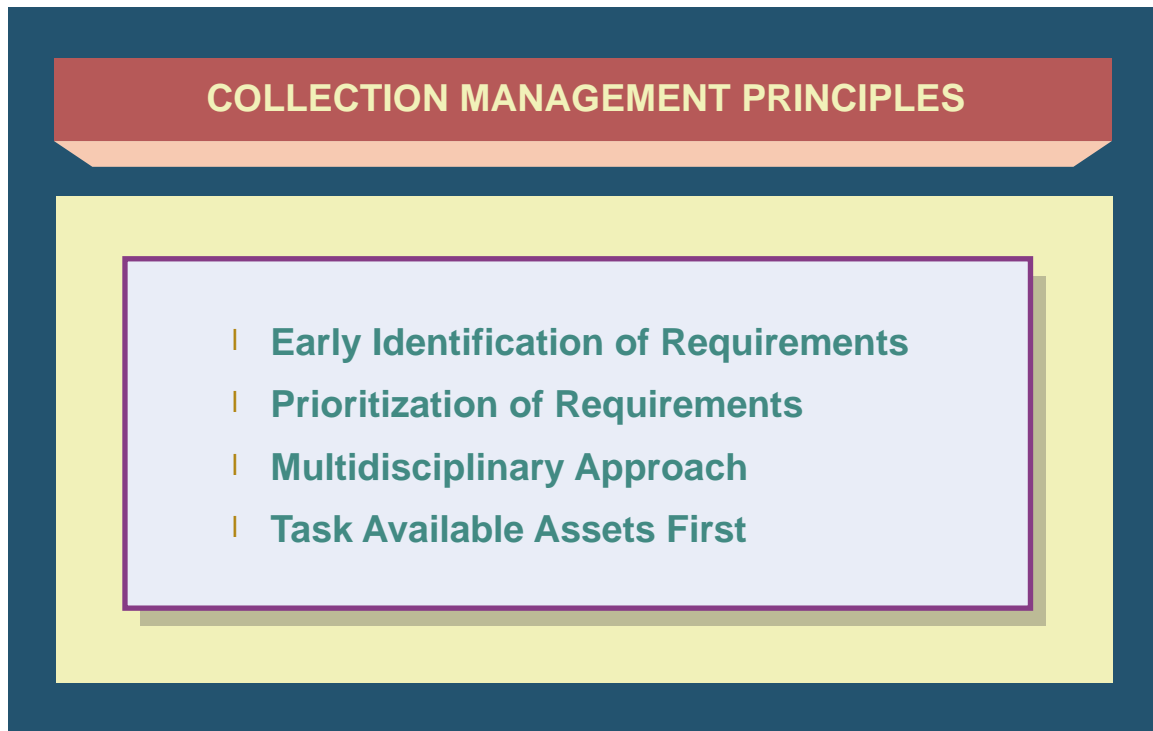 COLLECTION MANAGEMENT PRINCIPLES
l Early Identification of Requirements
l Prioritization of Requirements
l Multidisciplinary Approach
l Task Available Assets First